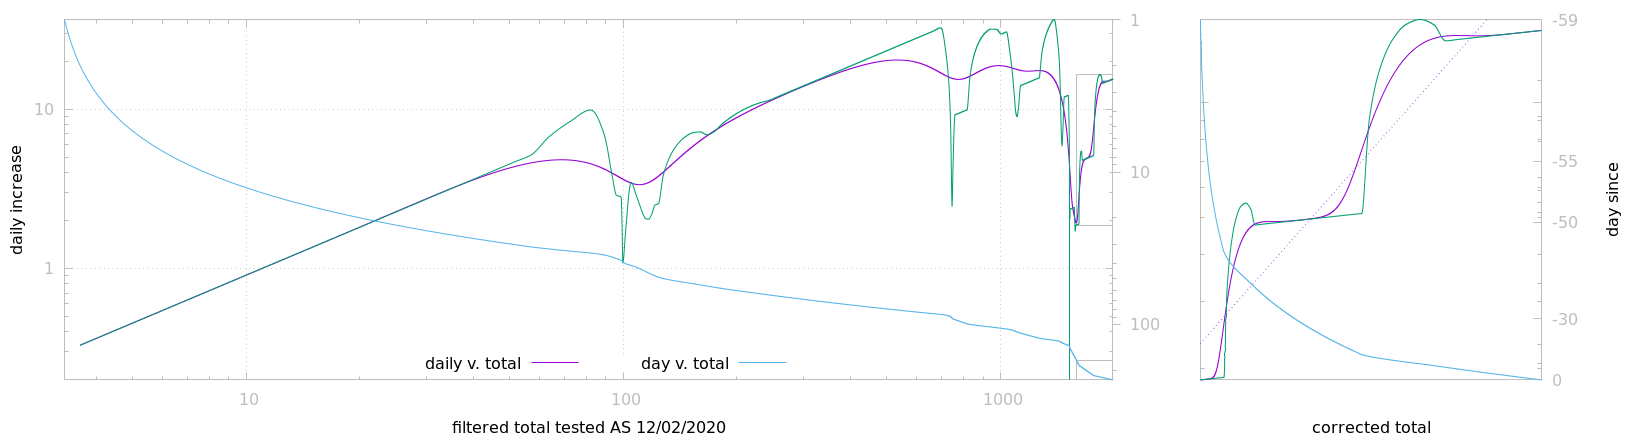 1
-59
10
daily increase
10
-55
-50
day since
1
-30
100
daily v. total
day v. total
0
10
100
1000
filtered total tested AS 12/02/2020
corrected total